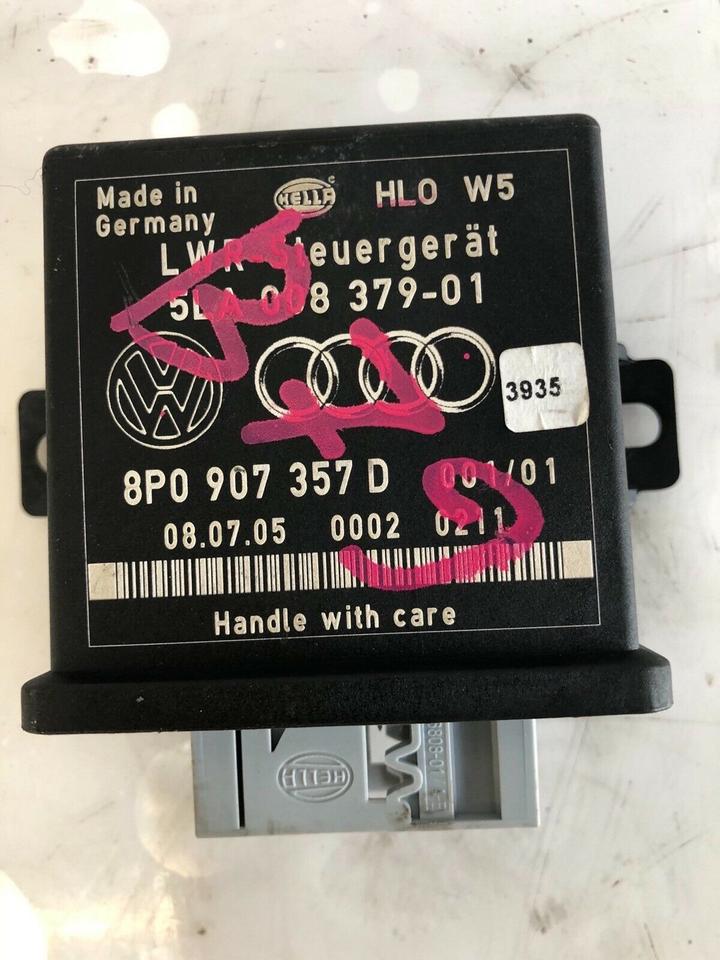 Made in
Germany
HELLA
HLO W5
LWR-Steuergerät
5LA 008 379-01
3935
8P0 907 357 D 001/01
08.07.05 0002 0211
Handle with care
HELLA